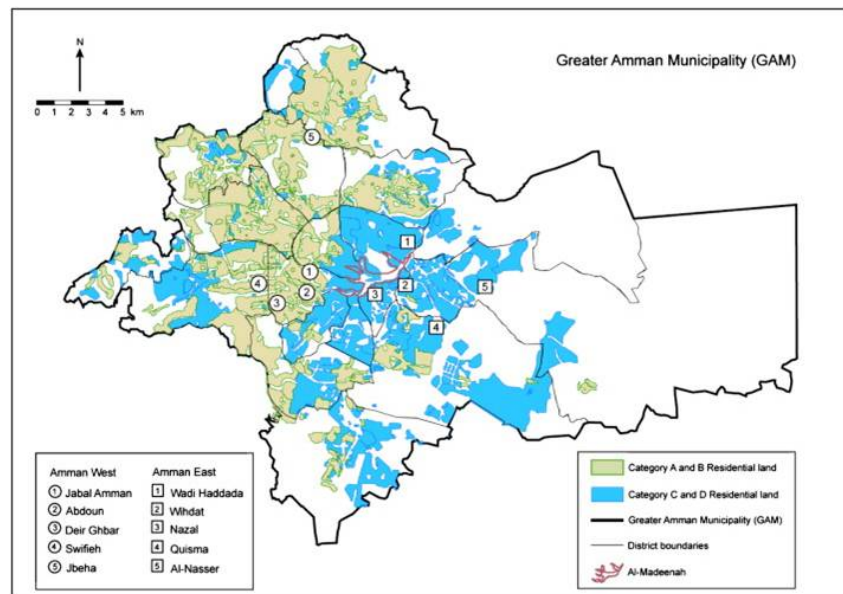 Greater Amman Municipality (GAM)
N
0 1 2 3 4 5 km
5
1
1
4
2
2
5
3
3
4
Amman West
1 Jabal Amman
2 Abdoun
3 Deir Ghbar
4 Swifieh
5 Jbeha
Amman East
1 Wadi Haddada
2 Wihdat
3 Nazal
4 Quisma
5 Al-Nasser
Category A and B Residential land
Category C and D Residential land
Greater Amman Municipality (GAM)
District boundaries
Al-Madeenah